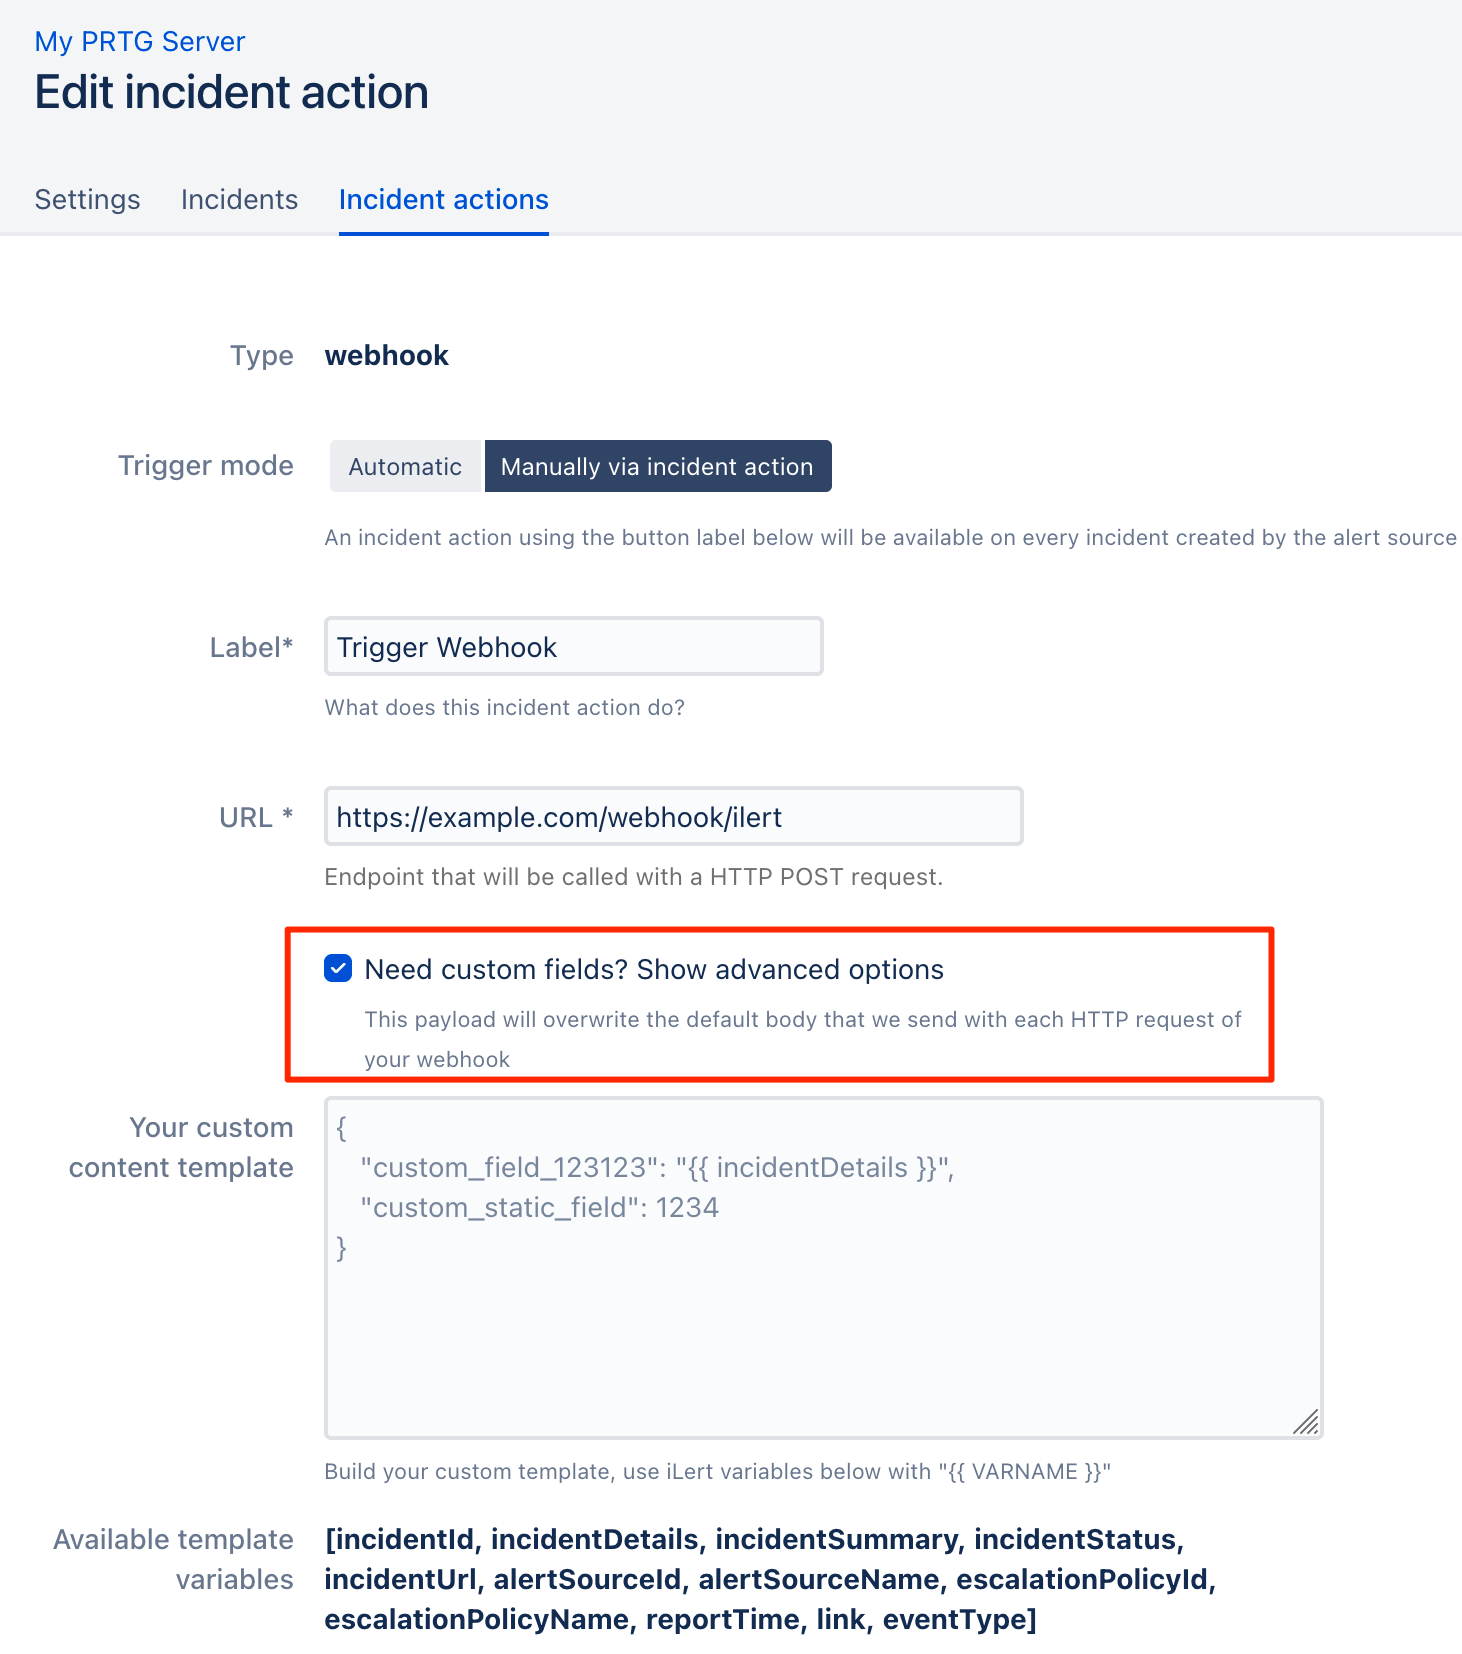 My PRTG Server
Edit incident action
Settings Incidents Incident actions
Type webhook
Trigger mode Automatic Manually via incident action
An incident action using the button label below will be available on every incident created by the alert source
Label* Trigger Webhook
What does this incident action do?
URL * https://example.com/webhook/ilert
Endpoint that will be called with a HTTP POST request.
Need custom fields? Show advanced options
This payload will overwrite the default body that we send with each HTTP request of
your webhook
Your custom
content template
{
"custom_field_123123": "{{ incidentDetails }}",
"custom_static_field": 1234
}
Build your custom template, use iLert variables below with "{{ VARNAME }}"
Available template
variables
[incidentId, incidentDetails, incidentSummary, incidentStatus,
incidentUrl, alertSourceId, alertSourceName, escalationPolicyId,
escalationPolicyName, reportTime, link, eventType]